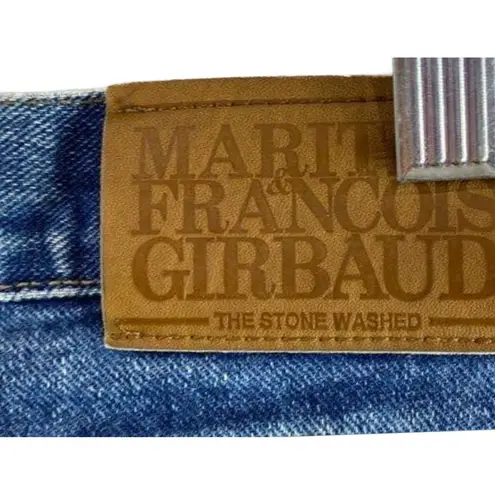 MARIT
&
FRANCOIS
GIRBAUD
THE STONE WASHED